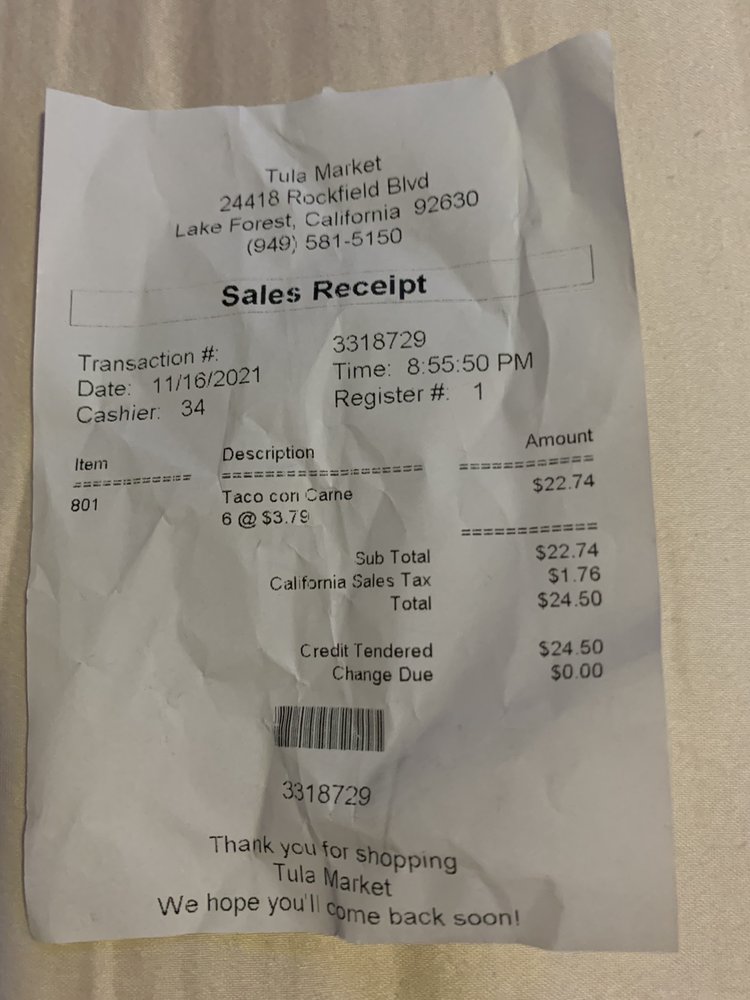 Tula Market
24418 Rockfield Blvd
Lake Forest, California 92630
(949) 581-5150
Sales Receipt
Transaction #: 3318729
Date: 11/16/2021 Time: 8:55:50 PM
Cashier: 34 Register #: 1
Item Description Amount
============ ==================== ============
801 Taco con Carne $22.74
6 @ $3.79
============
Sub Total $22.74
California Sales Tax $1.76
Total $24.50
Credit Tendered $24.50
Change Due $0.00
3318729
Thank you for shopping
Tula Market
We hope you'll come back soon!